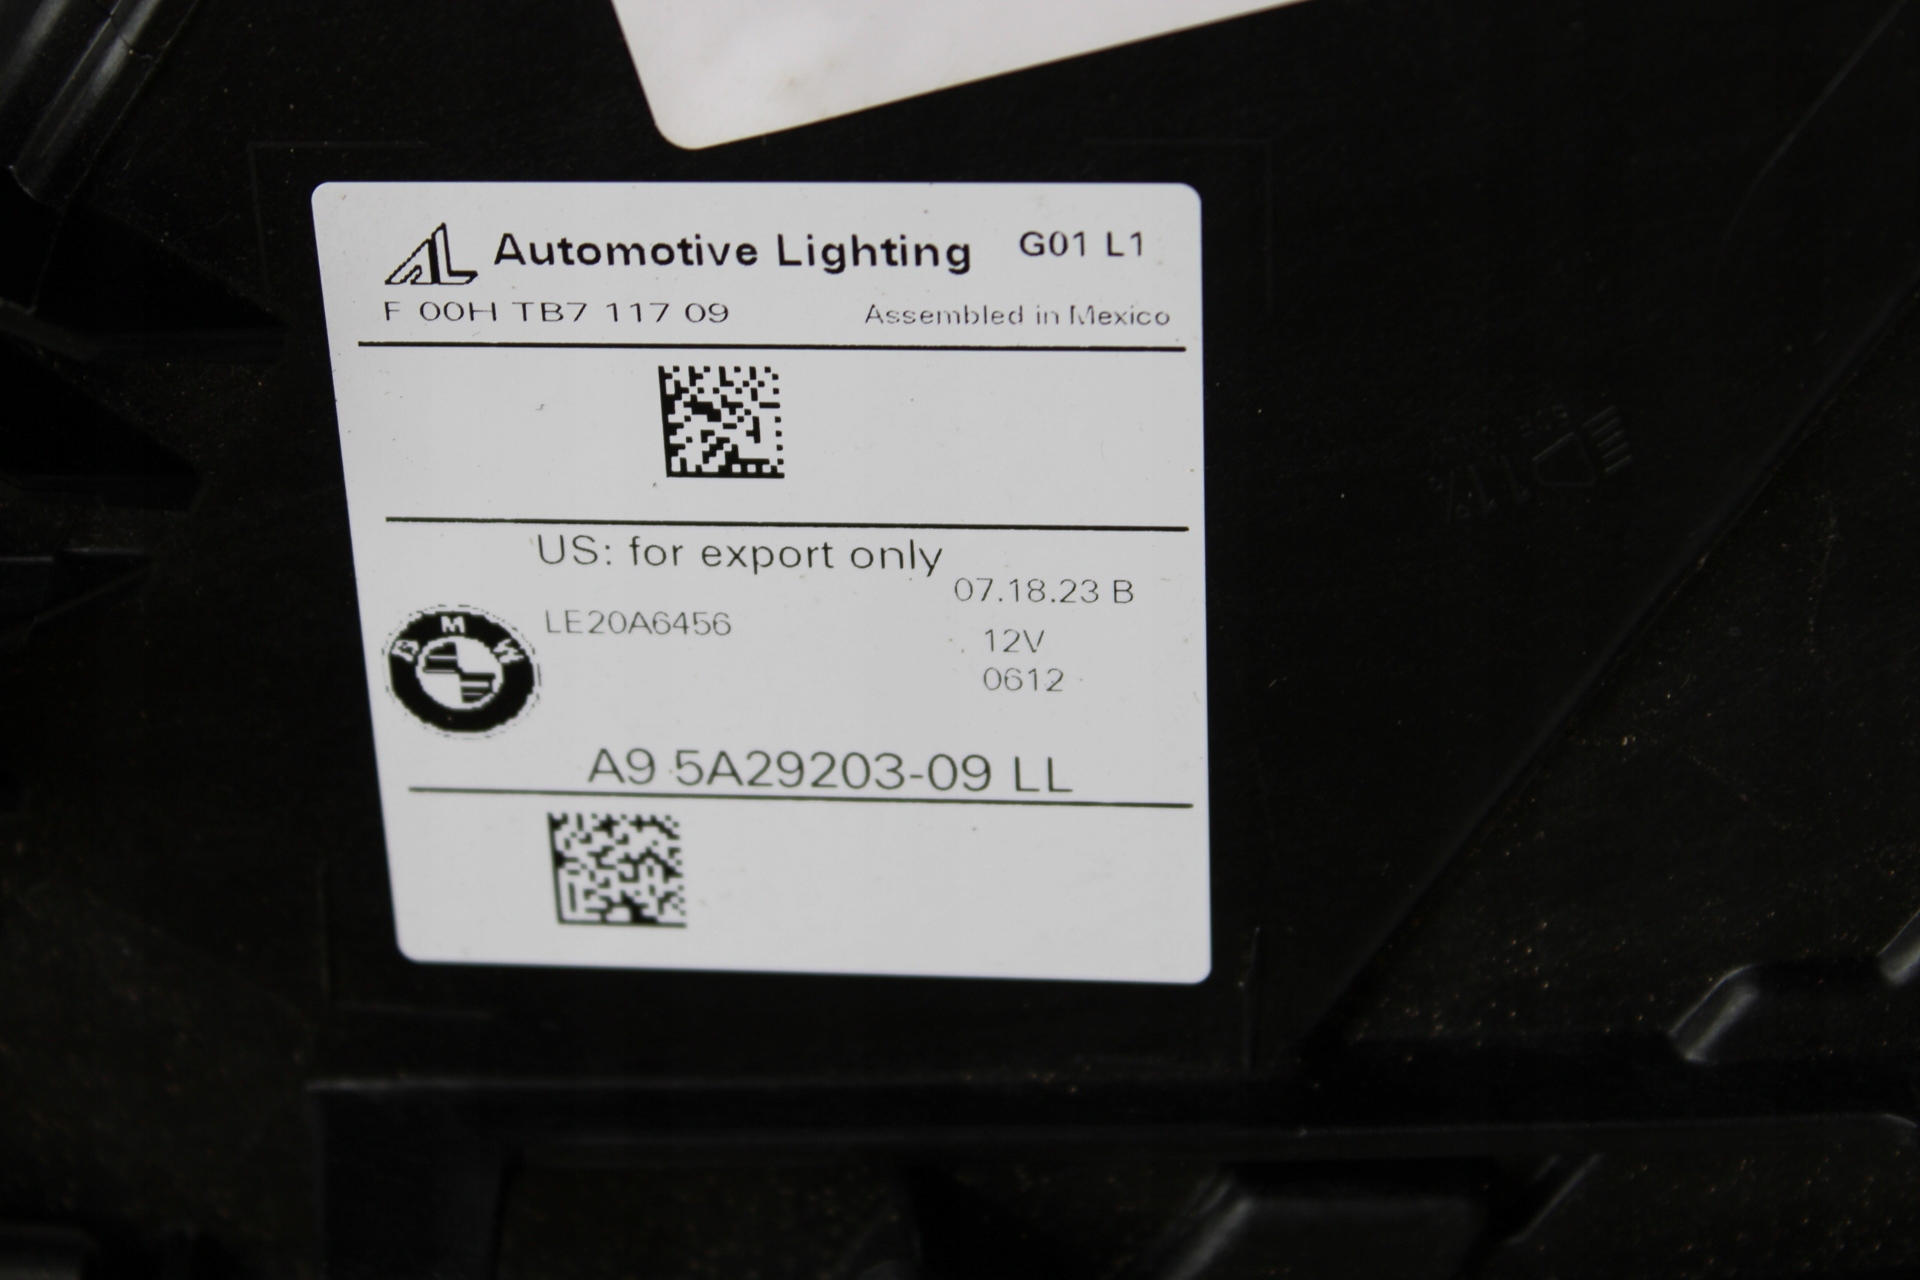 AL Automotive Lighting G01 L1
F 00H TB7 117 09 Assembled in Mexico
US: for export only
07.18.23 B
LE20A6456
12V
0612
BMW
A9 5A29203-09 LL